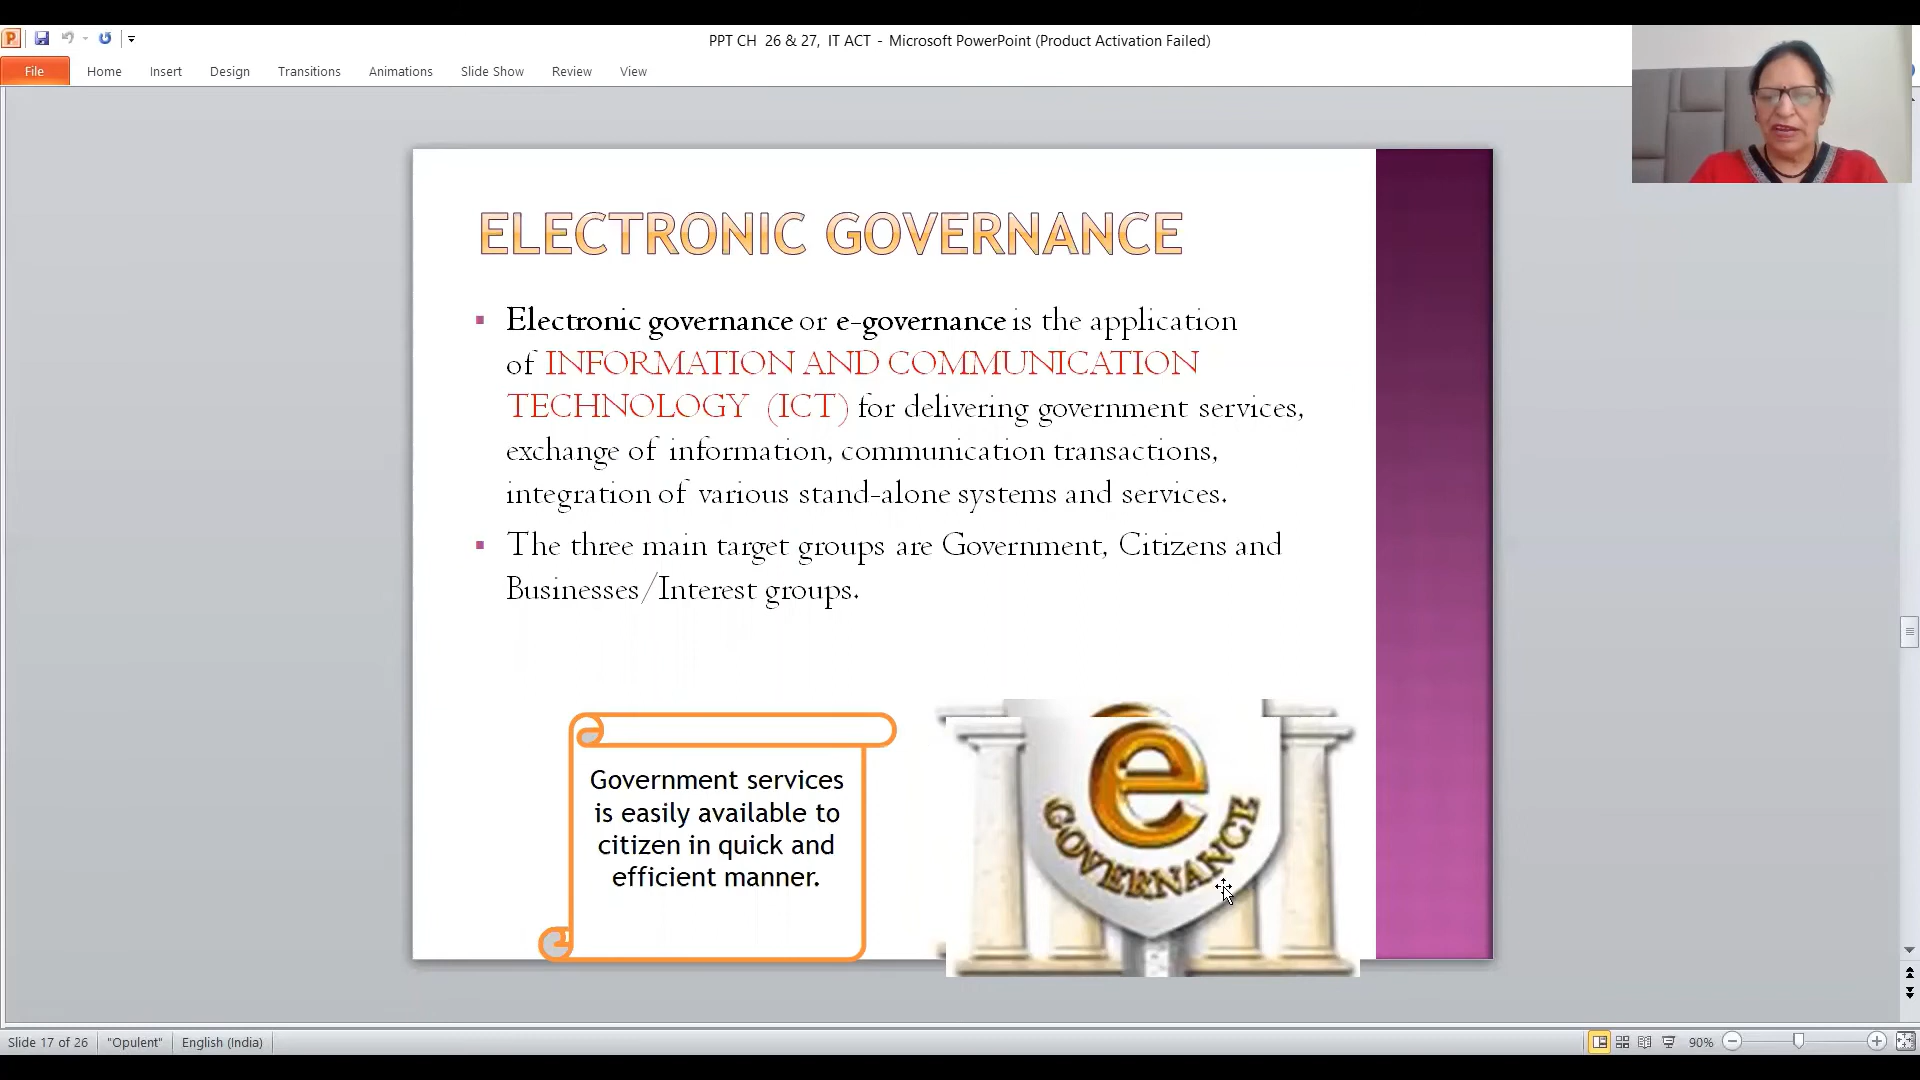 PPT CH 26 & 27, IT ACT - Microsoft PowerPoint (Product Activation Failed)
File Home Insert Design Transitions Animations Slide Show Review View
ELECTRONIC GOVERNANCE
Electronic governance or e-governance is the application
of INFORMATION AND COMMUNICATION
TECHNOLOGY (ICT) for delivering government services,
exchange of information, communication transactions,
integration of various stand-alone systems and services.
The three main target groups are Government, Citizens and
Businesses/Interest groups.
Government services
is easily available to
citizen in quick and
efficient manner.
e
GOVERNANCE
Slide 17 of 26 "Opulent" English (India) 90%